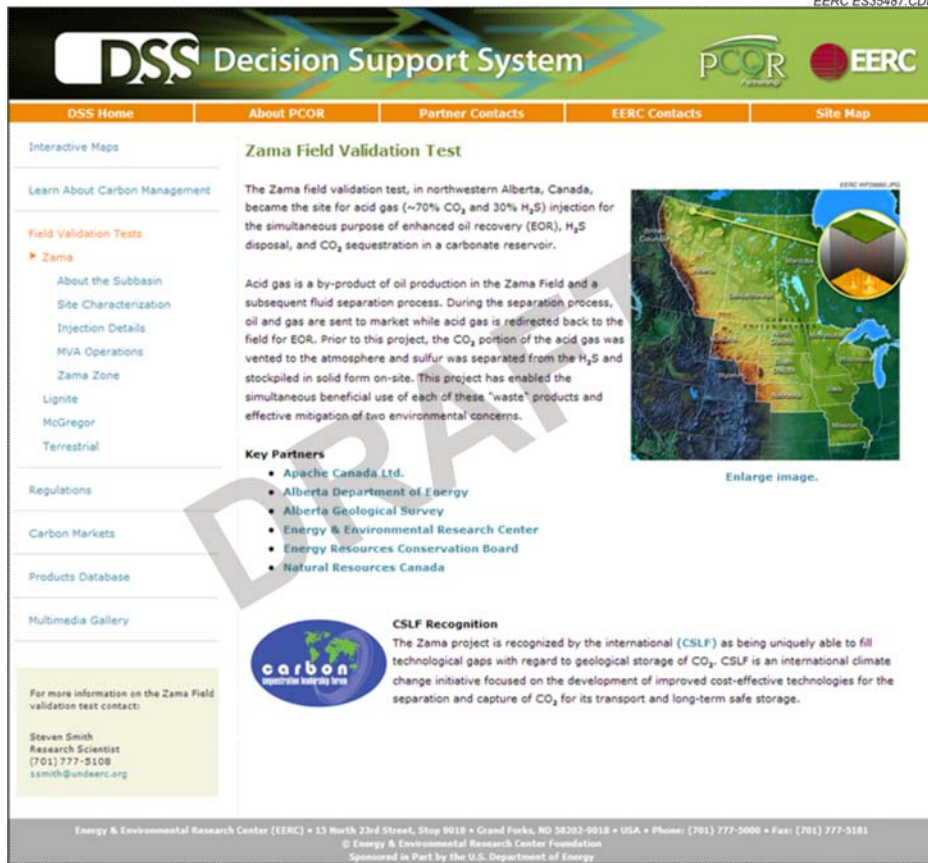 EERC ES35487.CDR
DSS Decision Support System
PCOR
Partnership
EERC
DSS Home
About PCOR
Partner Contacts
EERC Contacts
Site Map
Interactive Maps
Learn About Carbon Management
Field Validation Tests
Zama
About the Subbasin
Site Characterization
Injection Details
MVA Operations
Zama Zone
Lignite
McGregor
Terrestrial
Regulations
Carbon Markets
Products Database
Multimedia Gallery
For more information on the Zama Field
validation test contact:
Steven Smith
Research Scientist
(701) 777-5108
ssmith@undeerc.org
Zama Field Validation Test
The Zama field validation test, in northwestern Alberta, Canada,
became the site for acid gas (~70% CO₂ and 30% H₂S) injection for
the simultaneous purpose of enhanced oil recovery (EOR), H₂S
disposal, and CO₂ sequestration in a carbonate reservoir.
Acid gas is a by-product of oil production in the Zama Field and a
subsequent fluid separation process. During the separation process,
oil and gas are sent to market while acid gas is redirected back to the
field for EOR. Prior to this project, the CO₂ portion of the acid gas was
vented to the atmosphere and sulfur was separated from the H₂S and
stockpiled in solid form on-site. This project has enabled the
simultaneous beneficial use of each of these "waste" products and
effective mitigation of two environmental concerns.
British
Columbia
Alberta
Manitoba
Wyoming
Nebraska
Iowa
Missouri
Enlarge image.
Key Partners
• Apache Canada Ltd.
• Alberta Department of Energy
• Alberta Geological Survey
• Energy & Environmental Research Center
• Energy Resources Conservation Board
• Natural Resources Canada
DRAFT
carbon
sequestration leadership forum
CSLF Recognition
The Zama project is recognized by the international (CSLF) as being uniquely able to fill
technological gaps with regard to geological storage of CO₂. CSLF is an international climate
change initiative focused on the development of improved cost-effective technologies for the
separation and capture of CO₂ for its transport and long-term safe storage.
Energy & Environmental Research Center (EERC) • 15 North 23rd Street, Stop 9018 • Grand Forks, ND 58202-9018 • USA • Phone: (701) 777-5000 • Fax: (701) 777-5181
© Energy & Environmental Research Center Foundation
Sponsored in Part by the U.S. Department of Energy